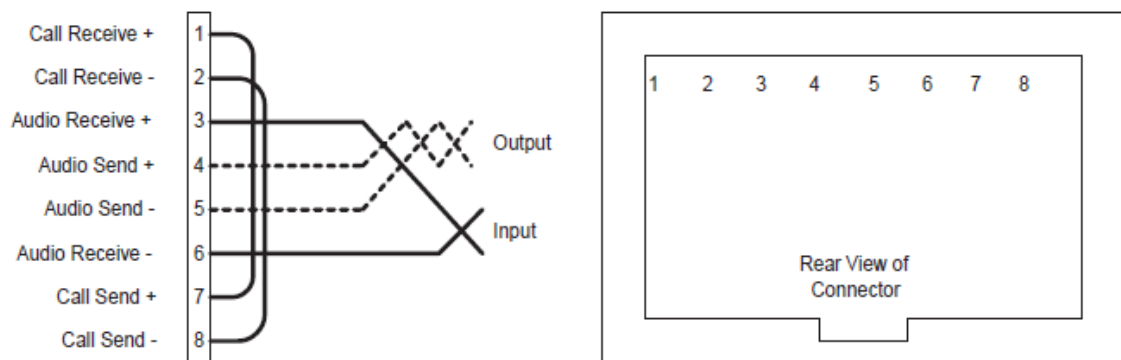 Call Receive + 1
Call Receive - 2
Audio Receive + 3
Audio Send + 4
Audio Send - 5
Audio Receive - 6
Call Send + 7
Call Send - 8
Output
Input
1 2 3 4 5 6 7 8
Rear View of
Connector